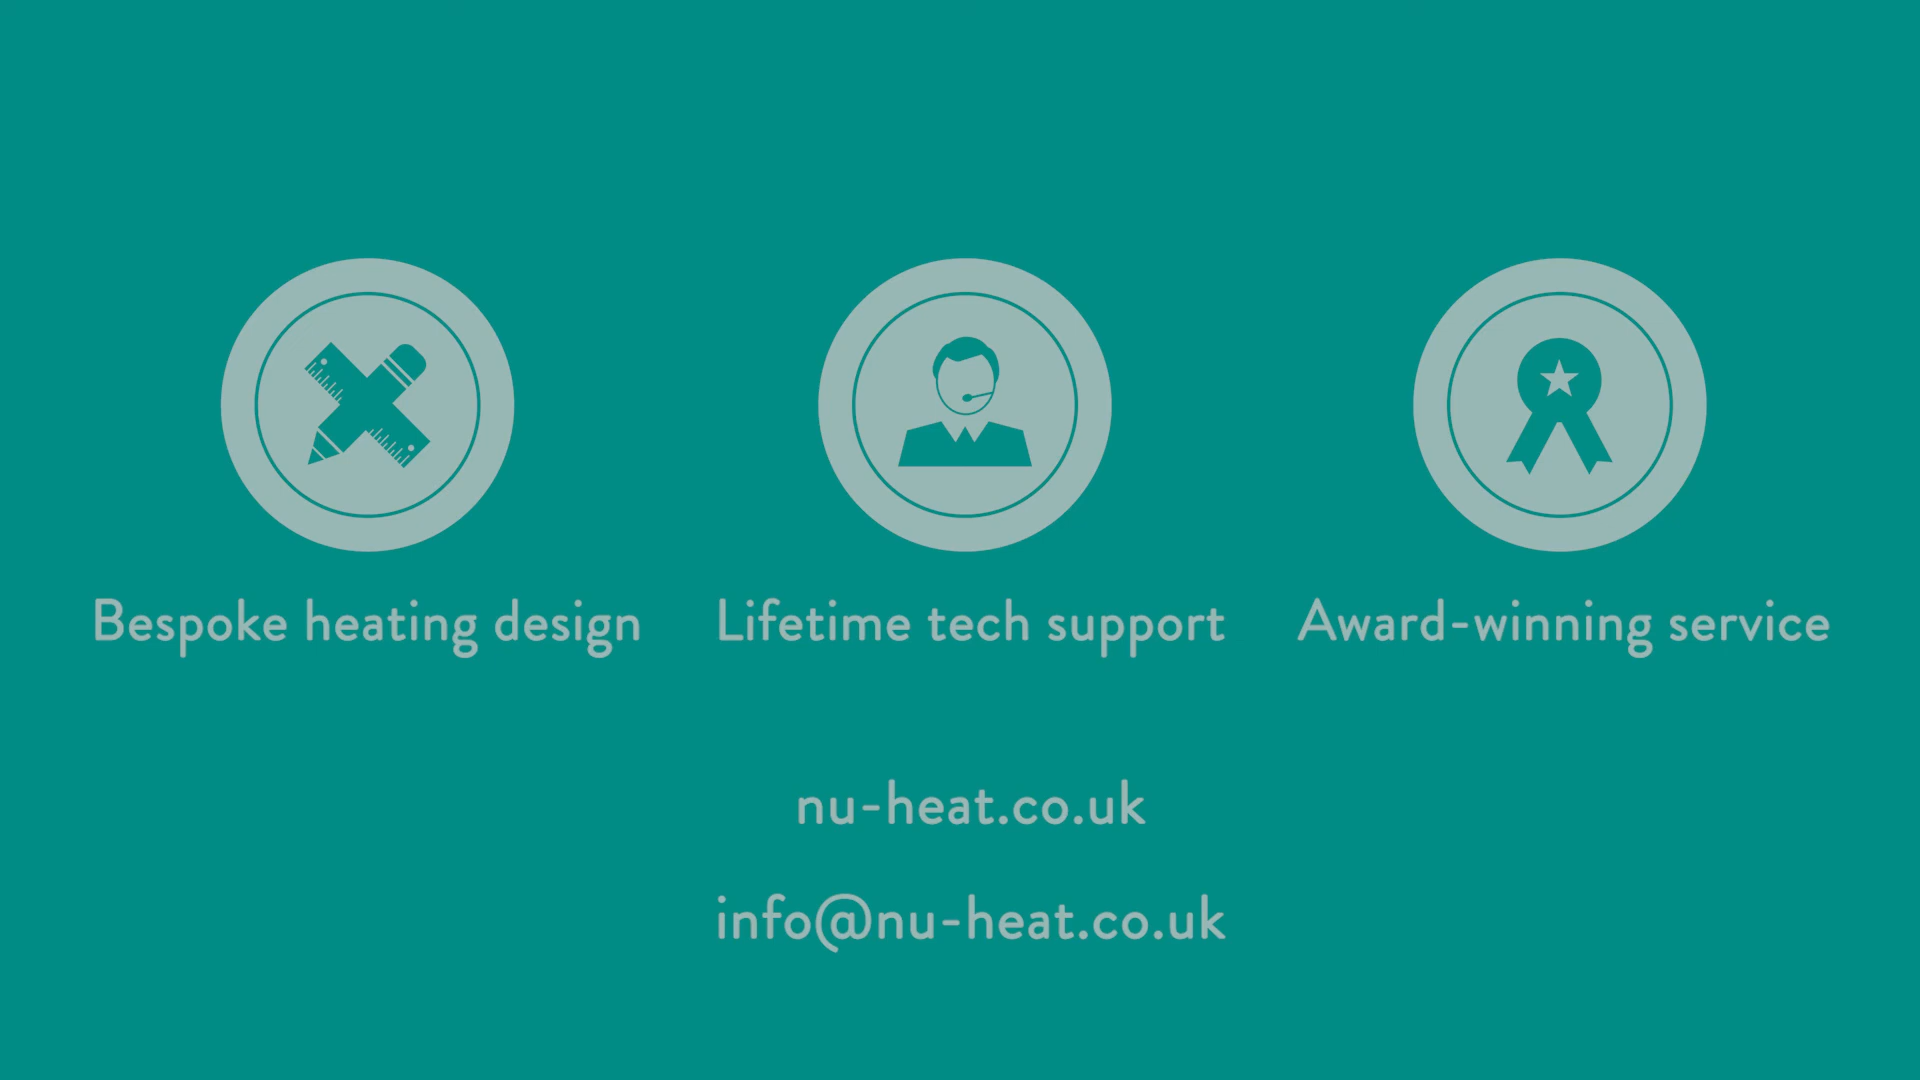 Bespoke heating design
Lifetime tech support
Award-winning service
nu-heat.co.uk
info@nu-heat.co.uk